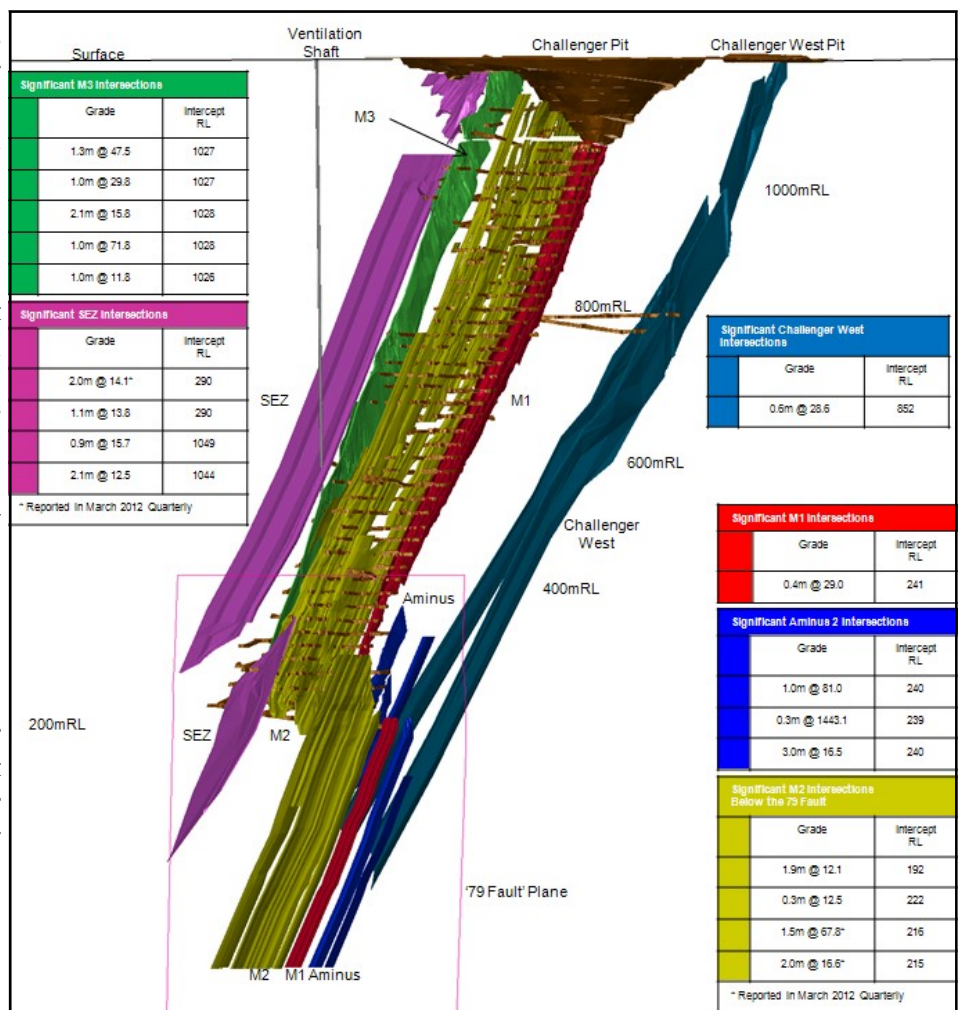 Surface
Ventilation
Shaft
Challenger Pit
Challenger West Pit
Significant M3 Intersections
Grade Intercept
RL
1.3m @ 47.5 1027
1.0m @ 29.8 1027
2.1m @ 15.8 1028
1.0m @ 71.8 1028
1.0m @ 11.8 1026
Significant SEZ Intersections
Grade Intercept
RL
2.0m @ 14.1* 290
1.1m @ 13.8 290
0.9m @ 15.7 1049
2.1m @ 12.5 1044
* Reported In March 2012 Quarterly
M3
1000mRL
800mRL
SEZ
M1
600mRL
Challenger
West
400mRL
Aminus
200mRL
SEZ
M2
'79 Fault' Plane
M2
M1
Aminus
Significant Challenger West
Intersections
Grade Intercept
RL
0.6m @ 28.6 852
Significant M1 Intersections
Grade Intercept
RL
0.4m @ 29.0 241
Significant Aminus 2 Intersections
Grade Intercept
RL
1.0m @ 81.0 240
0.3m @ 1443.1 239
3.0m @ 16.5 240
Significant M2 Intersections
Below the 79 Fault
Grade Intercept
RL
1.9m @ 12.1 192
0.3m @ 12.5 222
1.5m @ 67.8* 216
2.0m @ 16.6* 215
* Reported In March 2012 Quarterly